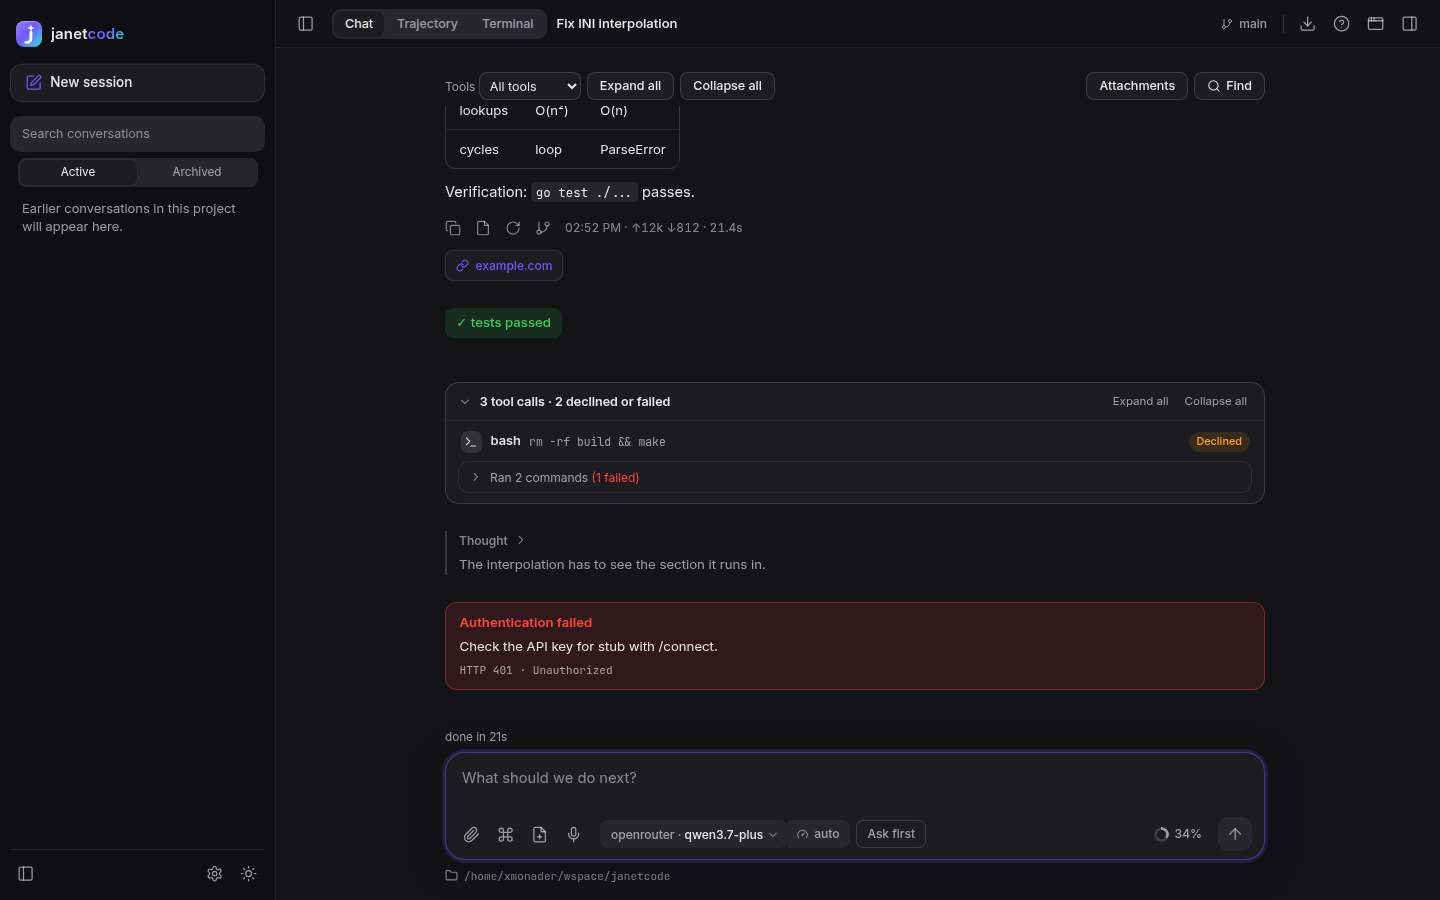 janetcode
Chat Trajectory Terminal Fix INI interpolation main
New session
Search conversations
Active Archived
Earlier conversations in this project
will appear here.
Tools All tools Expand all Collapse all Attachments Find
lookups O(n²) O(n)
cycles loop ParseError
Verification: go test ./... passes.
02:52 PM · ↑12k ↓812 · 21.4s
example.com
✓ tests passed
3 tool calls · 2 declined or failed Expand all Collapse all
bash rm -rf build && make Declined
Ran 2 commands (1 failed)
Thought
The interpolation has to see the section it runs in.
Authentication failed
Check the API key for stub with /connect.
HTTP 401 · Unauthorized
done in 21s
What should we do next?
openrouter · qwen3.7-plus auto Ask first 34%
/home/xmonader/wspace/janetcode